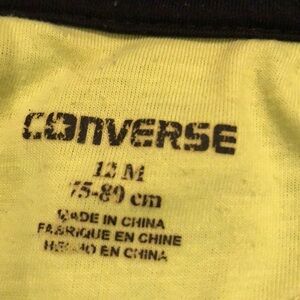 CONVERSE
12 M
75-80 cm
MADE IN CHINA
FABRIQUE EN CHINE
HECHO EN CHINA